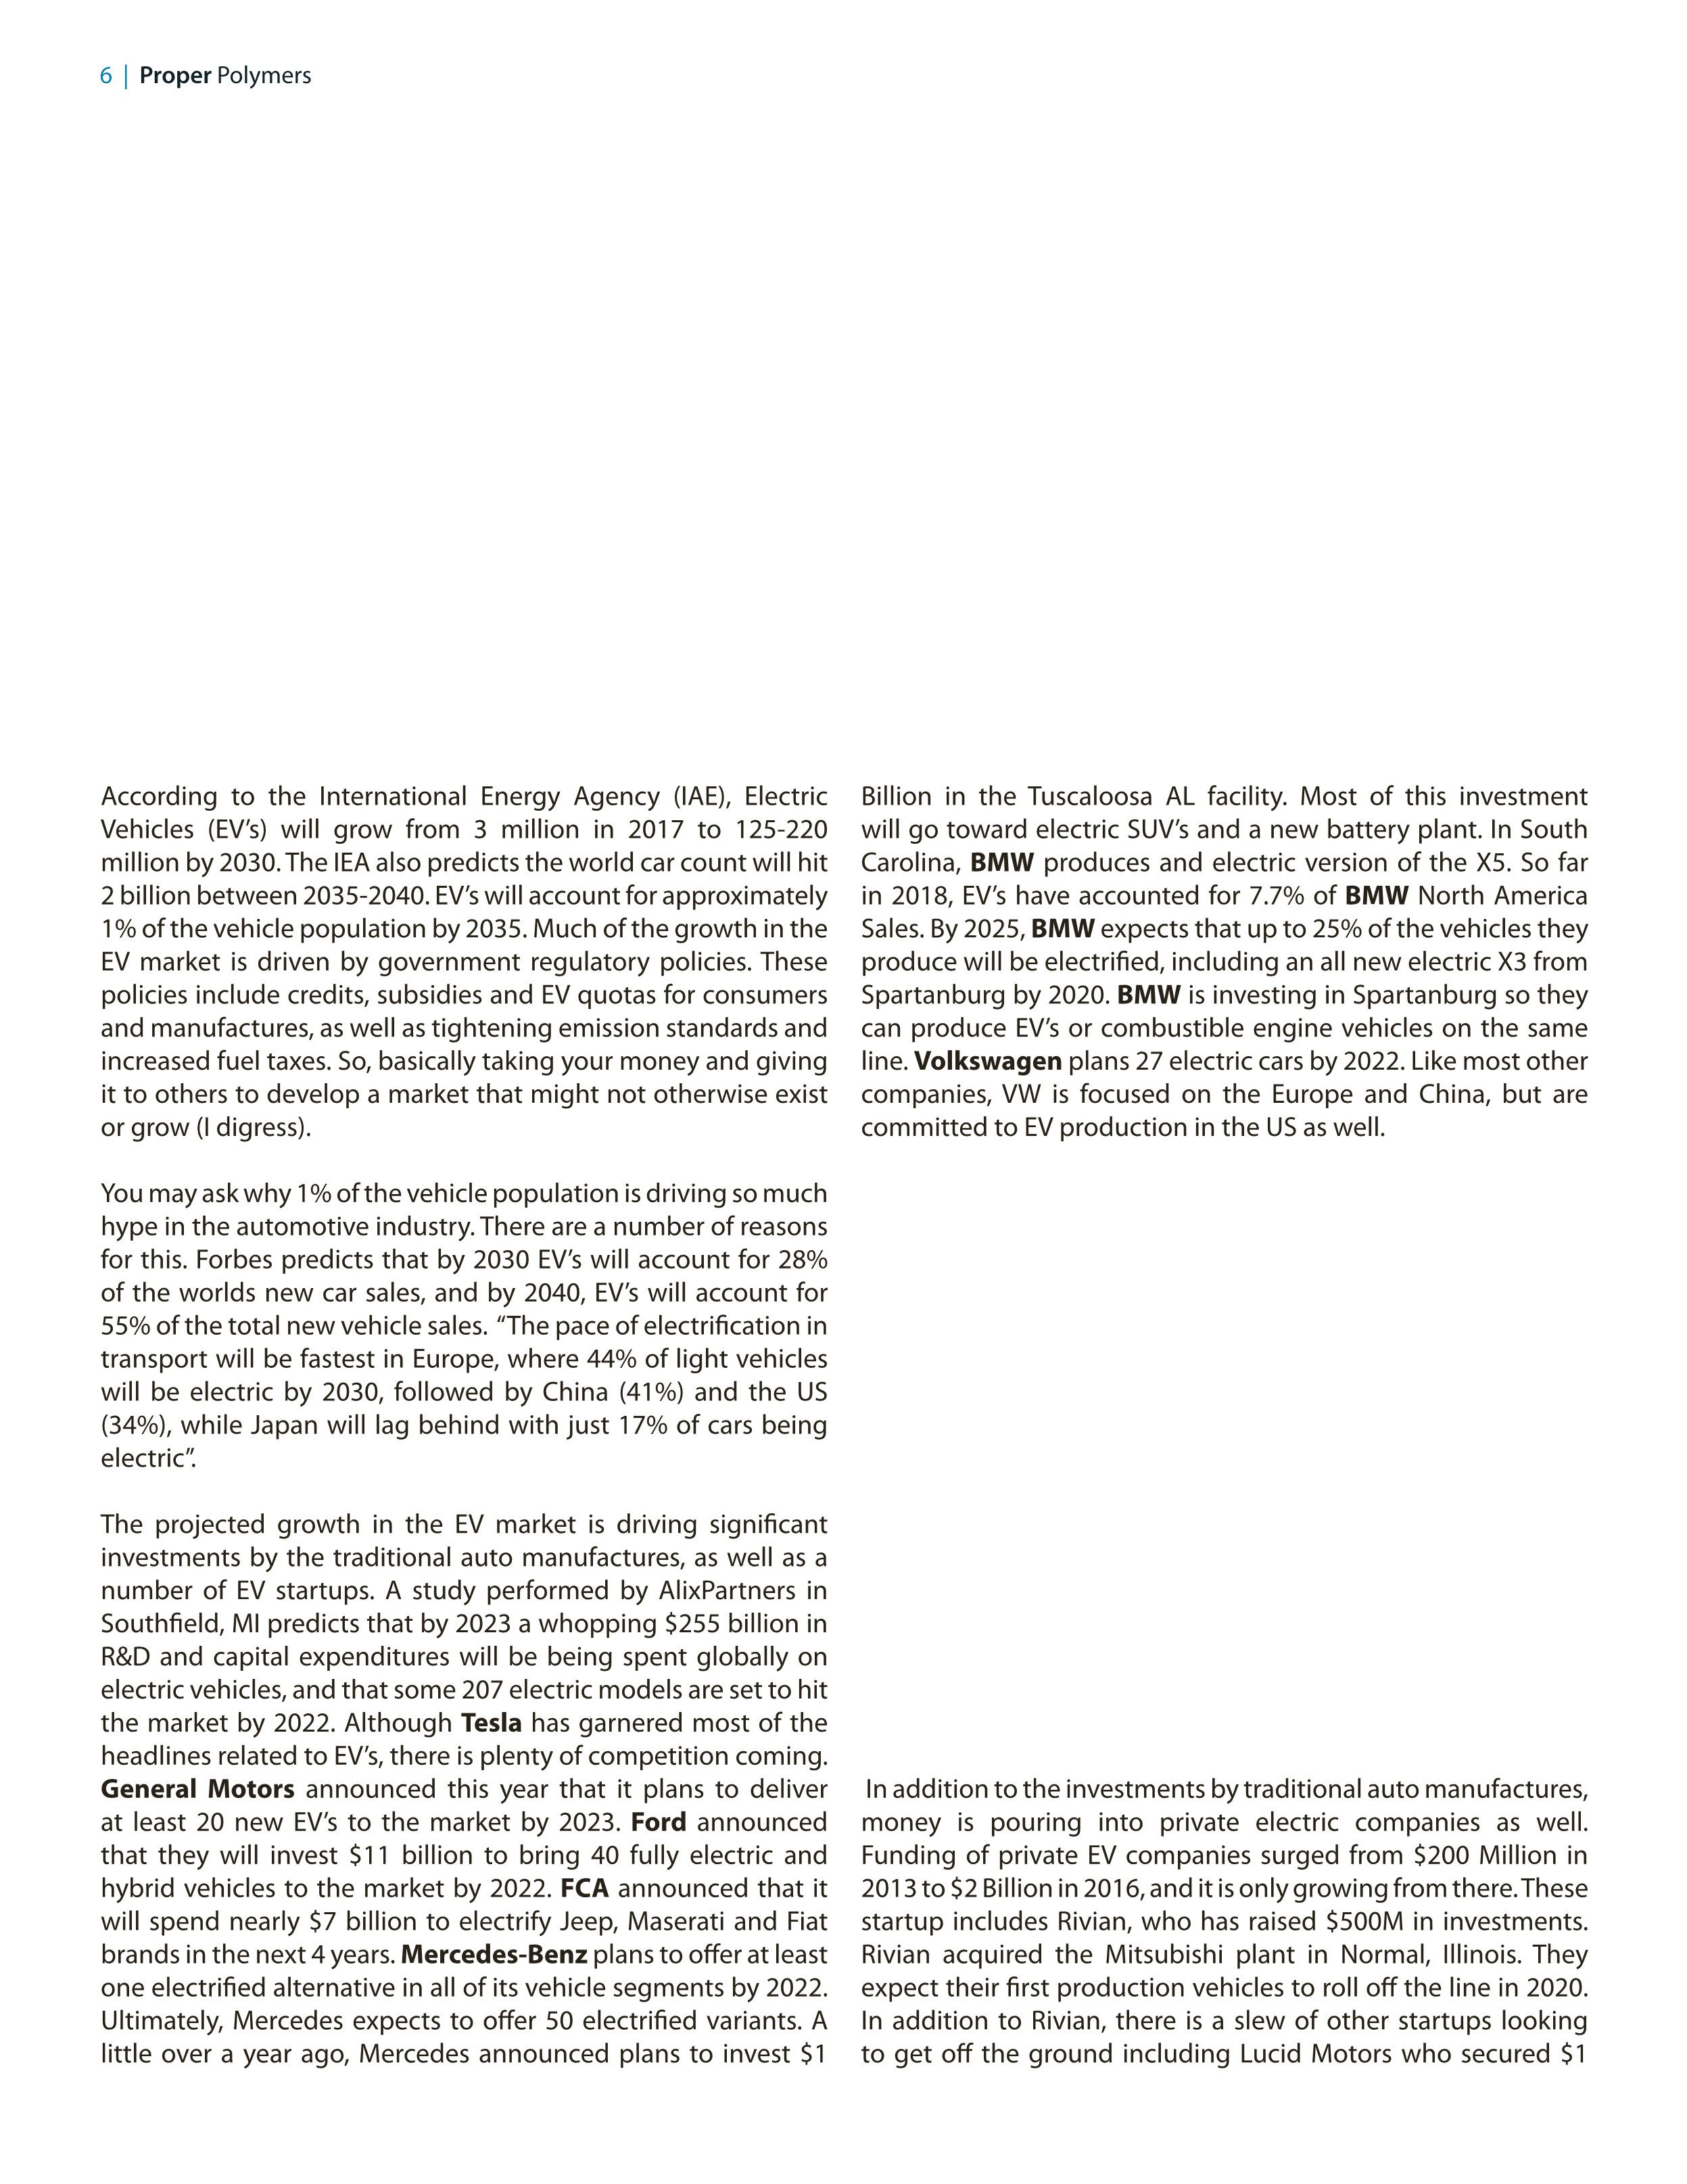 6 | Proper Polymers
According to the International Energy Agency (IAE), Electric
Vehicles (EV’s) will grow from 3 million in 2017 to 125-220
million by 2030. The IEA also predicts the world car count will hit
2 billion between 2035-2040. EV’s will account for approximately
1% of the vehicle population by 2035. Much of the growth in the
EV market is driven by government regulatory policies. These
policies include credits, subsidies and EV quotas for consumers
and manufactures, as well as tightening emission standards and
increased fuel taxes. So, basically taking your money and giving
it to others to develop a market that might not otherwise exist
or grow (I digress).
You may ask why 1% of the vehicle population is driving so much
hype in the automotive industry. There are a number of reasons
for this. Forbes predicts that by 2030 EV’s will account for 28%
of the worlds new car sales, and by 2040, EV’s will account for
55% of the total new vehicle sales. “The pace of electrification in
transport will be fastest in Europe, where 44% of light vehicles
will be electric by 2030, followed by China (41%) and the US
(34%), while Japan will lag behind with just 17% of cars being
electric”.
The projected growth in the EV market is driving significant
investments by the traditional auto manufactures, as well as a
number of EV startups. A study performed by AlixPartners in
Southfield, MI predicts that by 2023 a whopping $255 billion in
R&D and capital expenditures will be being spent globally on
electric vehicles, and that some 207 electric models are set to hit
the market by 2022. Although Tesla has garnered most of the
headlines related to EV’s, there is plenty of competition coming.
General Motors announced this year that it plans to deliver
at least 20 new EV’s to the market by 2023. Ford announced
that they will invest $11 billion to bring 40 fully electric and
hybrid vehicles to the market by 2022. FCA announced that it
will spend nearly $7 billion to electrify Jeep, Maserati and Fiat
brands in the next 4 years. Mercedes-Benz plans to offer at least
one electrified alternative in all of its vehicle segments by 2022.
Ultimately, Mercedes expects to offer 50 electrified variants. A
little over a year ago, Mercedes announced plans to invest $1
Billion in the Tuscaloosa AL facility. Most of this investment
will go toward electric SUV’s and a new battery plant. In South
Carolina, BMW produces and electric version of the X5. So far
in 2018, EV’s have accounted for 7.7% of BMW North America
Sales. By 2025, BMW expects that up to 25% of the vehicles they
produce will be electrified, including an all new electric X3 from
Spartanburg by 2020. BMW is investing in Spartanburg so they
can produce EV’s or combustible engine vehicles on the same
line. Volkswagen plans 27 electric cars by 2022. Like most other
companies, VW is focused on the Europe and China, but are
committed to EV production in the US as well.
In addition to the investments by traditional auto manufactures,
money is pouring into private electric companies as well.
Funding of private EV companies surged from $200 Million in
2013 to $2 Billion in 2016, and it is only growing from there. These
startup includes Rivian, who has raised $500M in investments.
Rivian acquired the Mitsubishi plant in Normal, Illinois. They
expect their first production vehicles to roll off the line in 2020.
In addition to Rivian, there is a slew of other startups looking
to get off the ground including Lucid Motors who secured $1